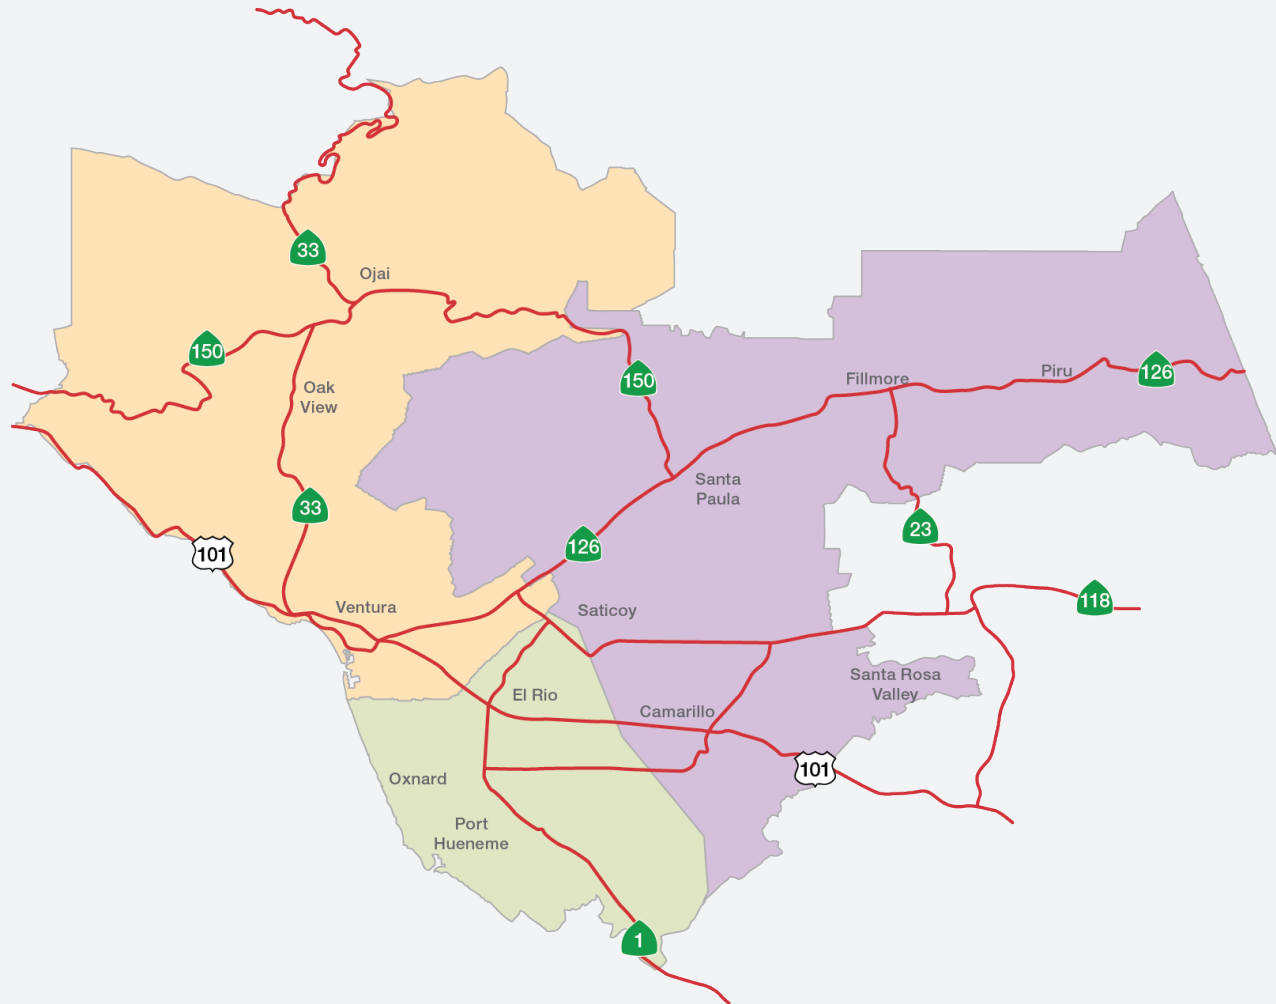 33
Ojai
150
150
Fillmore
Piru
126
Oak
View
Santa
Paula
33
23
126
101
118
Ventura
Saticoy
Santa Rosa
Valley
El Rio
Camarillo
101
Oxnard
Port
Hueneme
1